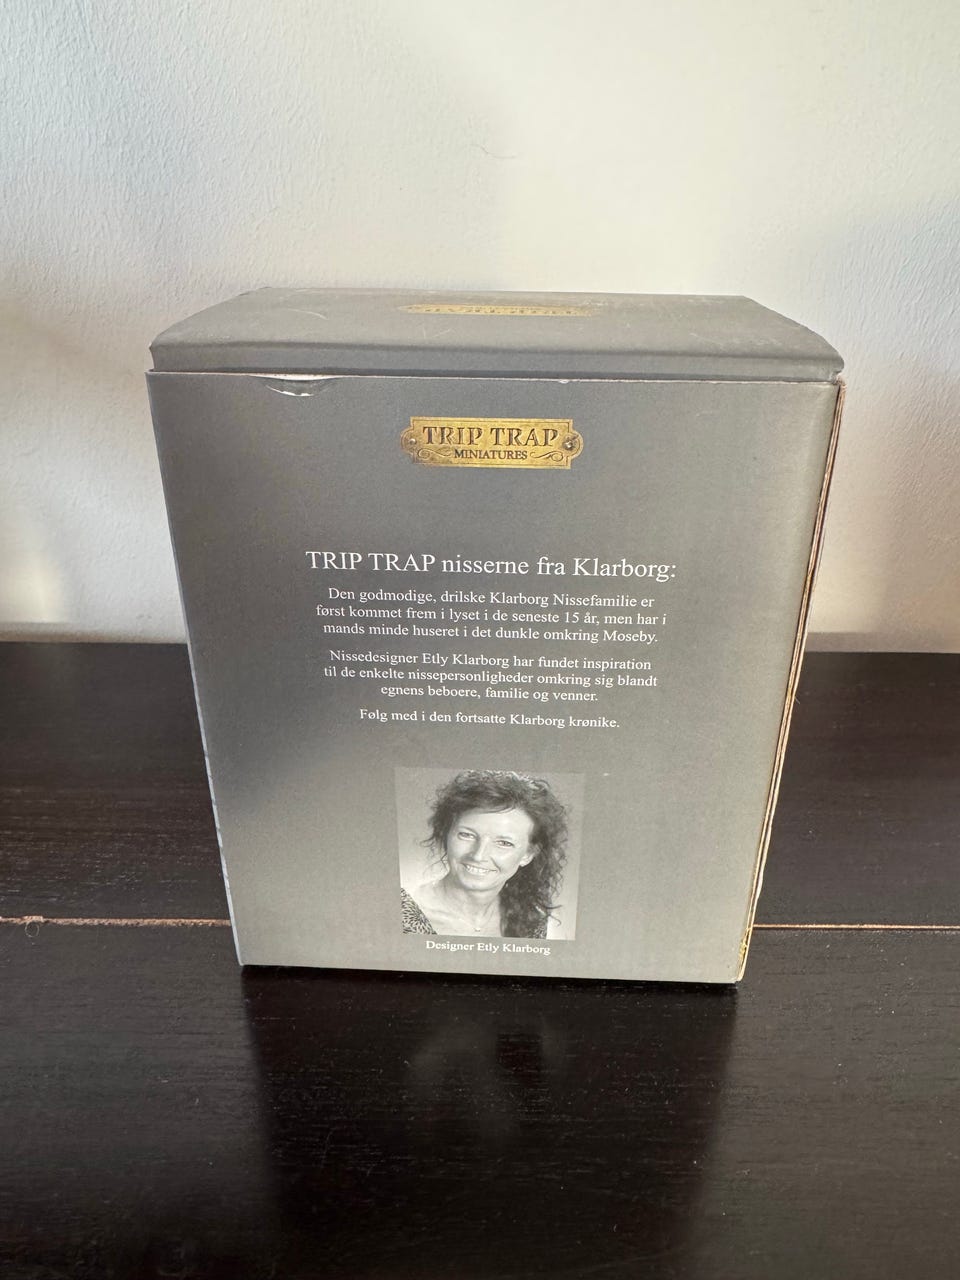 TRIP TRAP
MINIATURES
TRIP TRAP nisserne fra Klarborg:
Den godmodige, drilske Klarborg Nissefamilie er
først kommet frem i lyset i de seneste 15 år, men har i
mands minde huseret i det dunkle omkring Moseby.
Nissedesigner Etly Klarborg har fundet inspiration
til de enkelte nissepersonligheder omkring sig blandt
egnens beboere, familie og venner.
Følg med i den fortsatte Klarborg krønike.
Designer Etly Klarborg